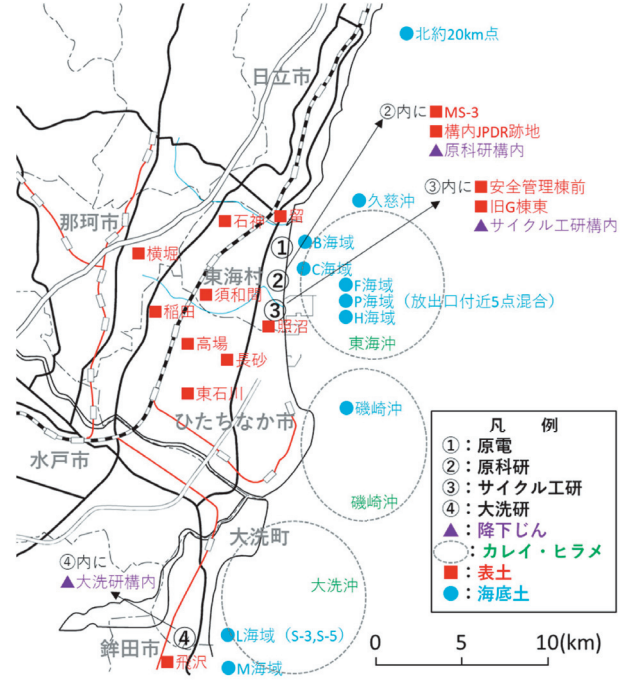 北約20km点
日立市
②内に
MS-3
構内JPDR跡地
原科研構内
③内に
安全管理棟前
旧G棟東
サイクル工研構内
久慈沖
那珂市
石神
留
横堀
①
B海域
東海村
②
C海域
F海域
須和間
P海域（放出口付近5点混合）
稲田
③
H海域
照沼
高場
東海沖
長砂
東石川
磯崎沖
ひたちなか市
水戸市
磯崎沖
大洗町
④内に
大洗研構内
大洗沖
④
L海域（S-3,S-5）
鉾田市
飛沢
M海域
凡　例
①：原電
②：原科研
③：サイクル工研
④：大洗研
：降下じん
：カレイ・ヒラメ
：表土
：海底土
0 5 10(km)